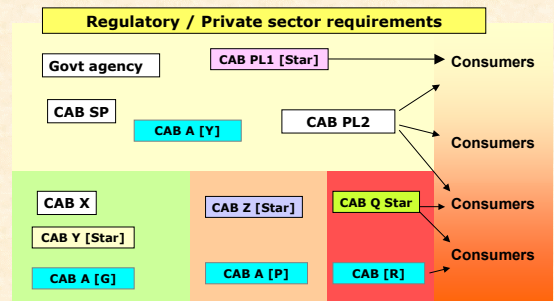 Regulatory / Private sector requirements
Govt agency
CAB PL1 [Star]
Consumers
CAB SP
CAB A [Y]
CAB PL2
Consumers
CAB X
CAB Z [Star]
CAB Q Star
Consumers
CAB Y [Star]
CAB A [G]
CAB A [P]
CAB [R]
Consumers